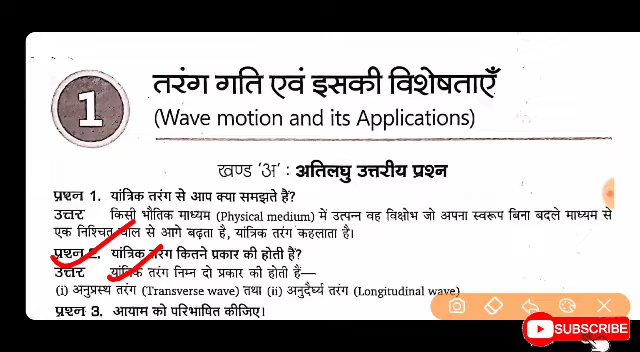 1
तरंग गति एवं इसकी विशेषताएँ
(Wave motion and its Applications)
खण्ड 'अ' : अतिलघु उत्तरीय प्रश्न
प्रश्न 1. यांत्रिक तरंग से आप क्या समझते हैं?
उत्तर किसी भौतिक माध्यम (Physical medium) में उत्पन्न वह विक्षोभ जो अपना स्वरूप बिना बदले माध्यम से
एक निश्चित चाल से आगे बढ़ता है, यांत्रिक तरंग कहलाता है।
प्रश्न 2. यांत्रिक तरंग कितने प्रकार की होती हैं?
उत्तर यांत्रिक तरंग निम्न दो प्रकार की होती हैं—
(i) अनुप्रस्थ तरंग (Transverse wave) तथा (ii) अनुदैर्घ्य तरंग (Longitudinal wave)
प्रश्न 3. आयाम को परिभाषित कीजिए।
SUBSCRIBE